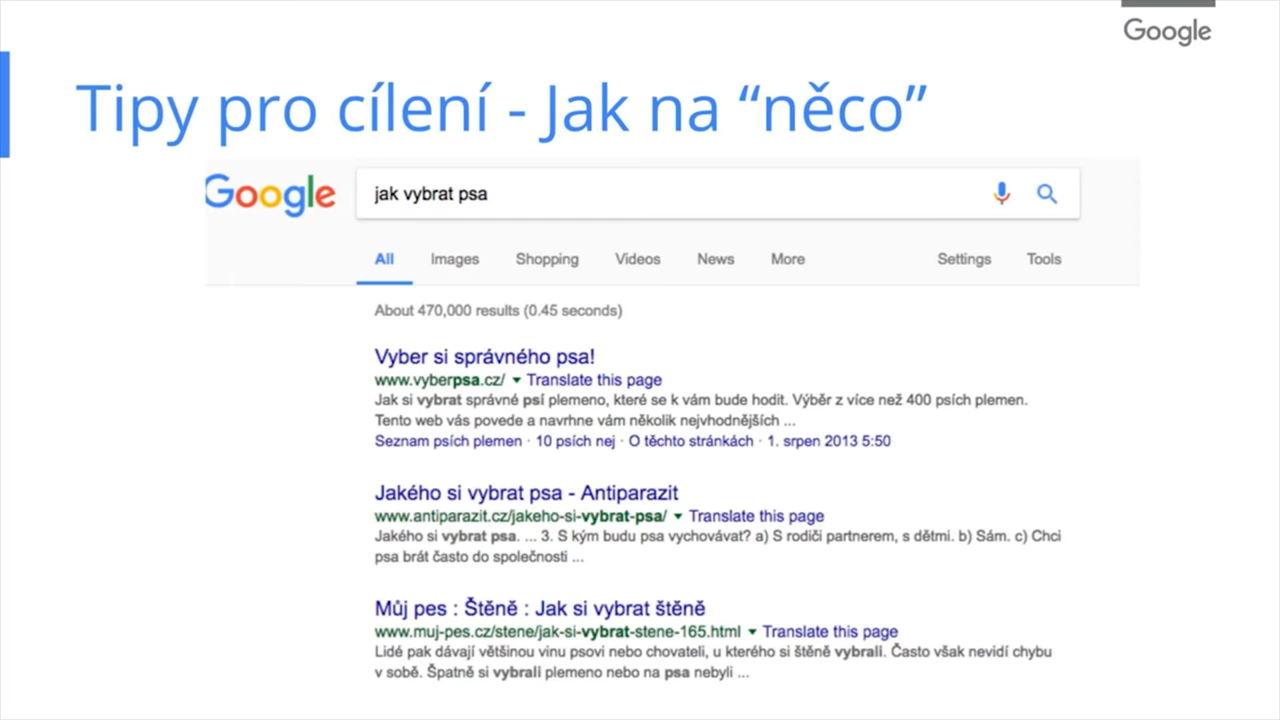 Google
Tipy pro cílení - Jak na “něco”
Google
jak vybrat psa
All Images Shopping Videos News More Settings Tools
About 470,000 results (0.45 seconds)
Vyber si správného psa!
www.vyberpsa.cz/ ▼ Translate this page
Jak si vybrat správné psí plemeno, které se k vám bude hodit. Výběr z více než 400 psích plemen.
Tento web vás povede a navrhne vám několik nejvhodnějších ...
Seznam psích plemen · 10 psích nej · O těchto stránkách · 1. srpen 2013 5:50
Jakého si vybrat psa - Antiparazit
www.antiparazit.cz/jakeho-si-vybrat-psa/ ▼ Translate this page
Jakého si vybrat psa. ... 3. S kým budu psa vychovávat? a) S rodiči partnerem, s dětmi. b) Sám. c) Chci
psa brát často do společnosti ...
Můj pes : Štěně : Jak si vybrat štěně
www.muj-pes.cz/stene/jak-si-vybrat-stene-165.html ▼ Translate this page
Lidé pak dávají většinou vinu psovi nebo chovateli, u kterého si štěně vybrali. Často však nevidí chybu
v sobě. Špatně si vybrali plemeno nebo na psa nebyli ...